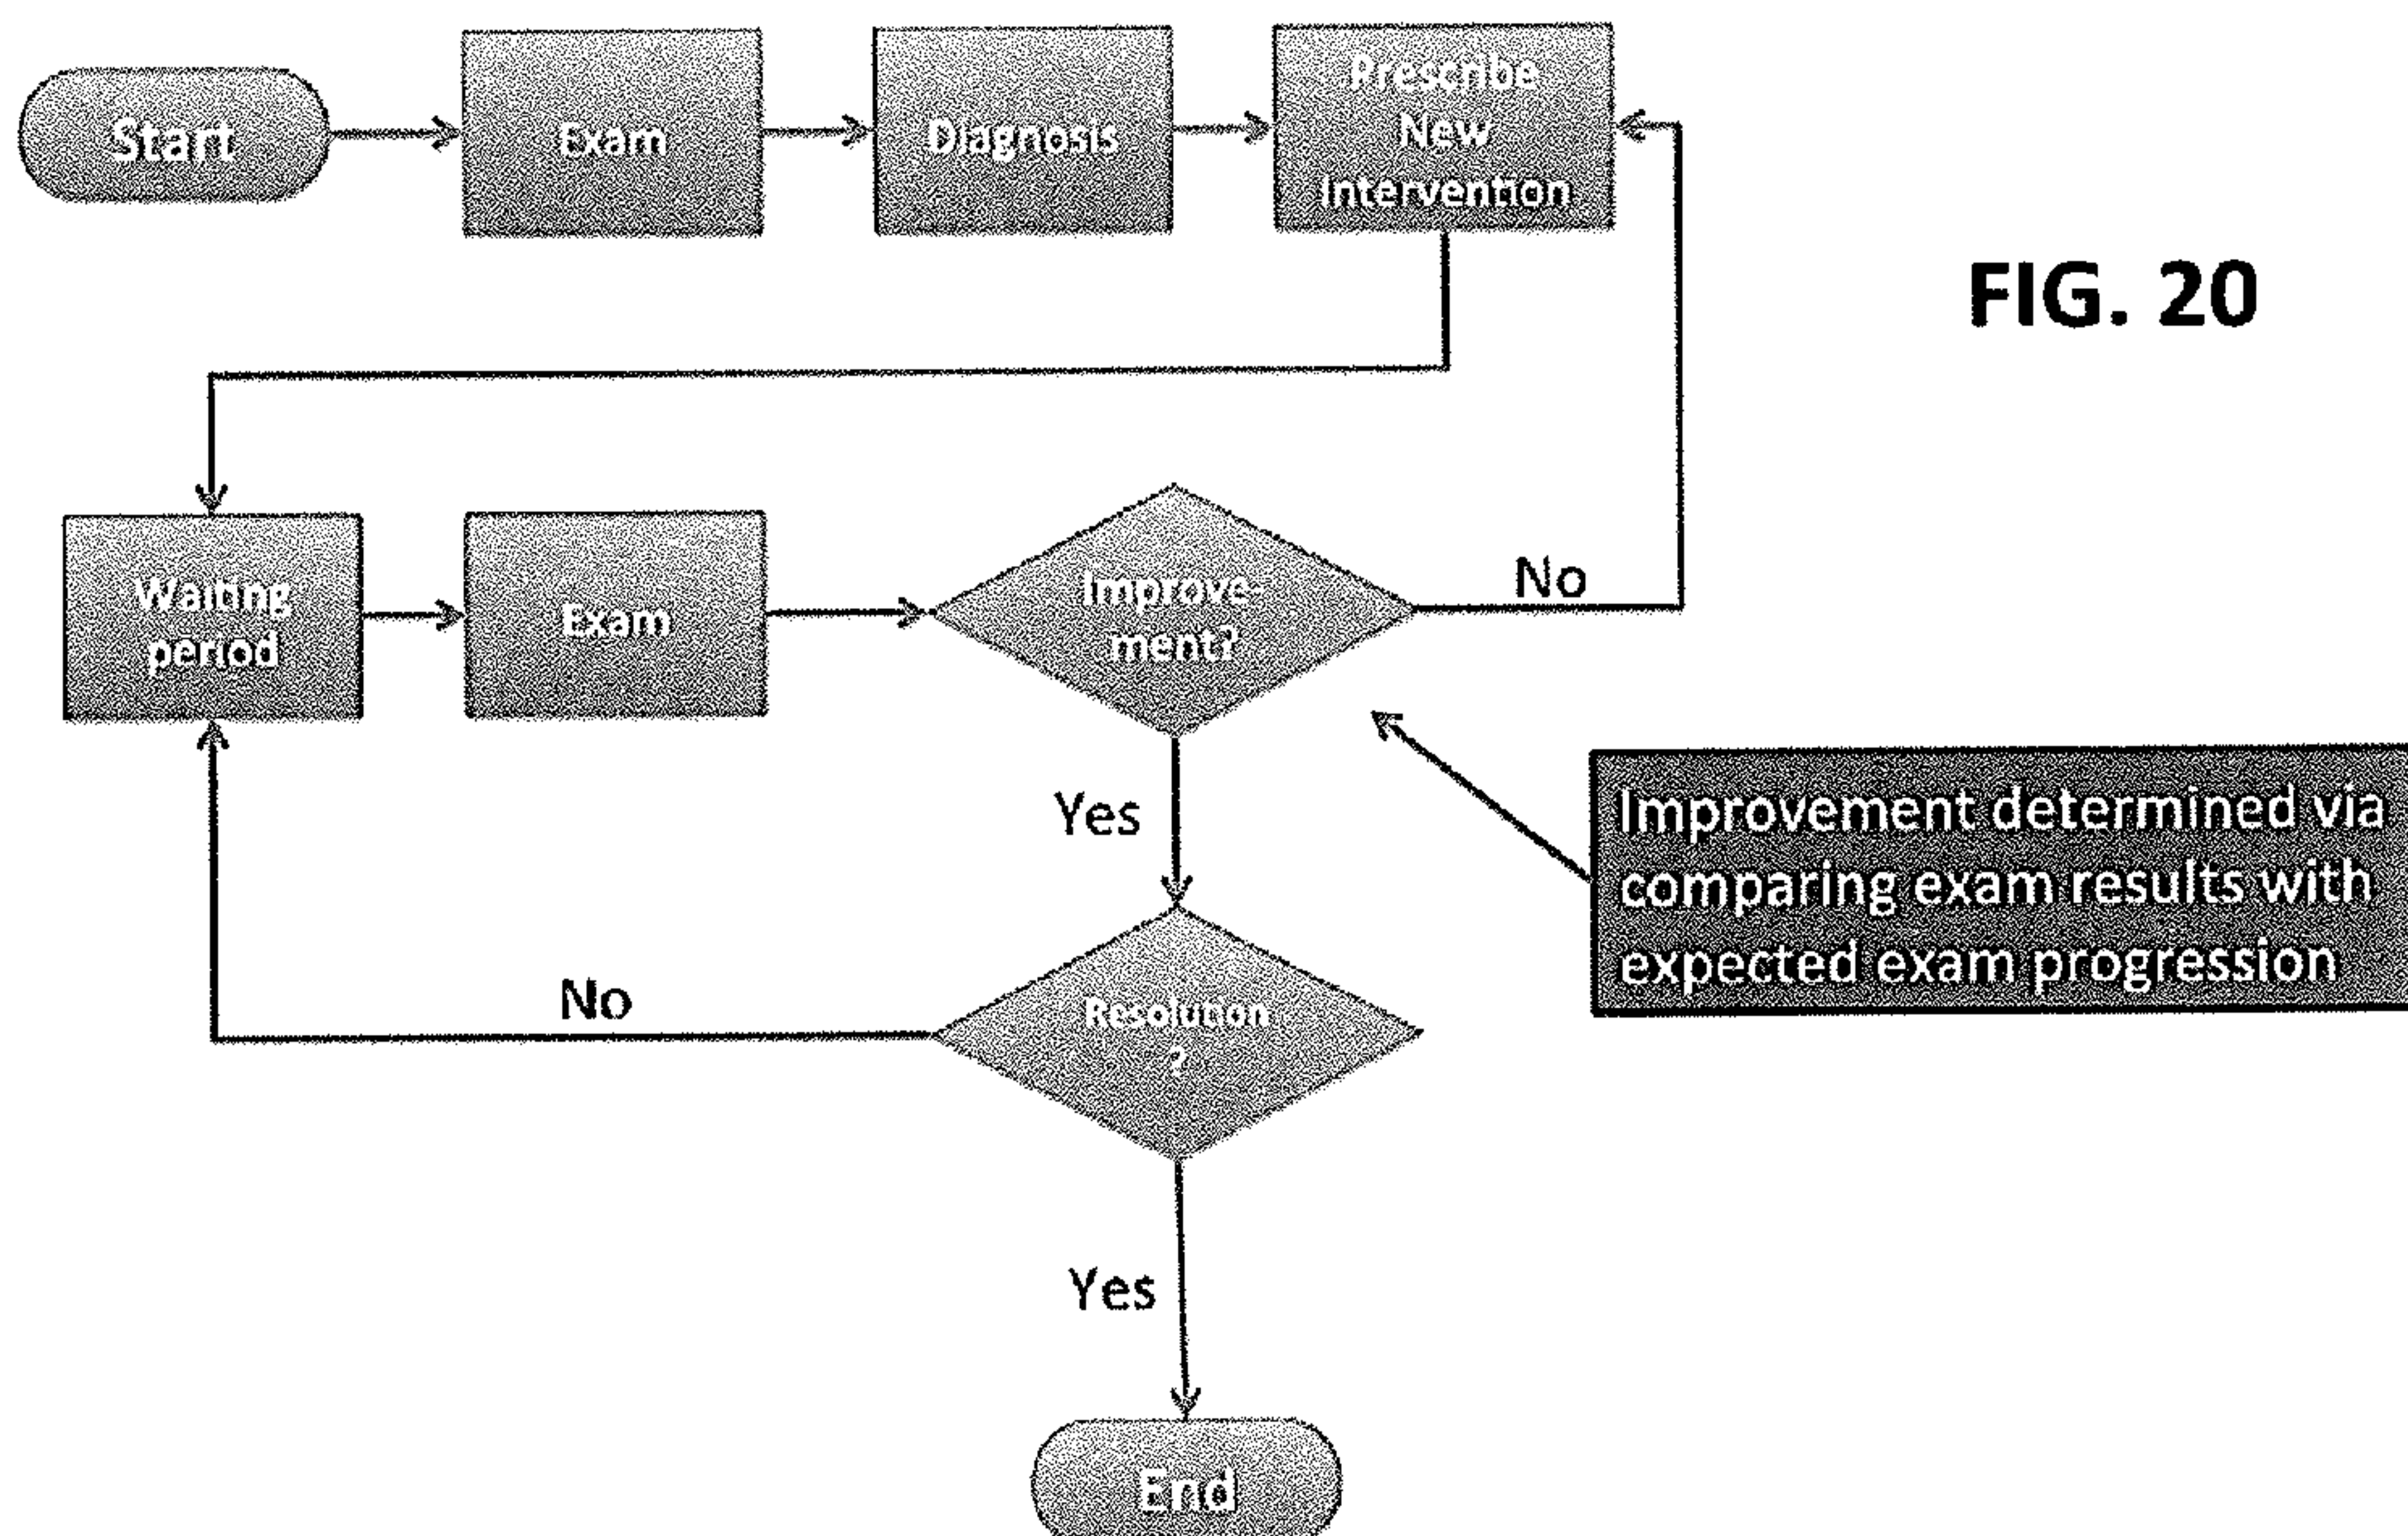 Start
Exam
Diagnosis
Prescribe
New
Intervention
FIG. 20
Waiting
period
Exam
Improve-
ment?
No
Yes
Improvement determined via
comparing exam results with
expected exam progression
No
Resolution
?
Yes
End